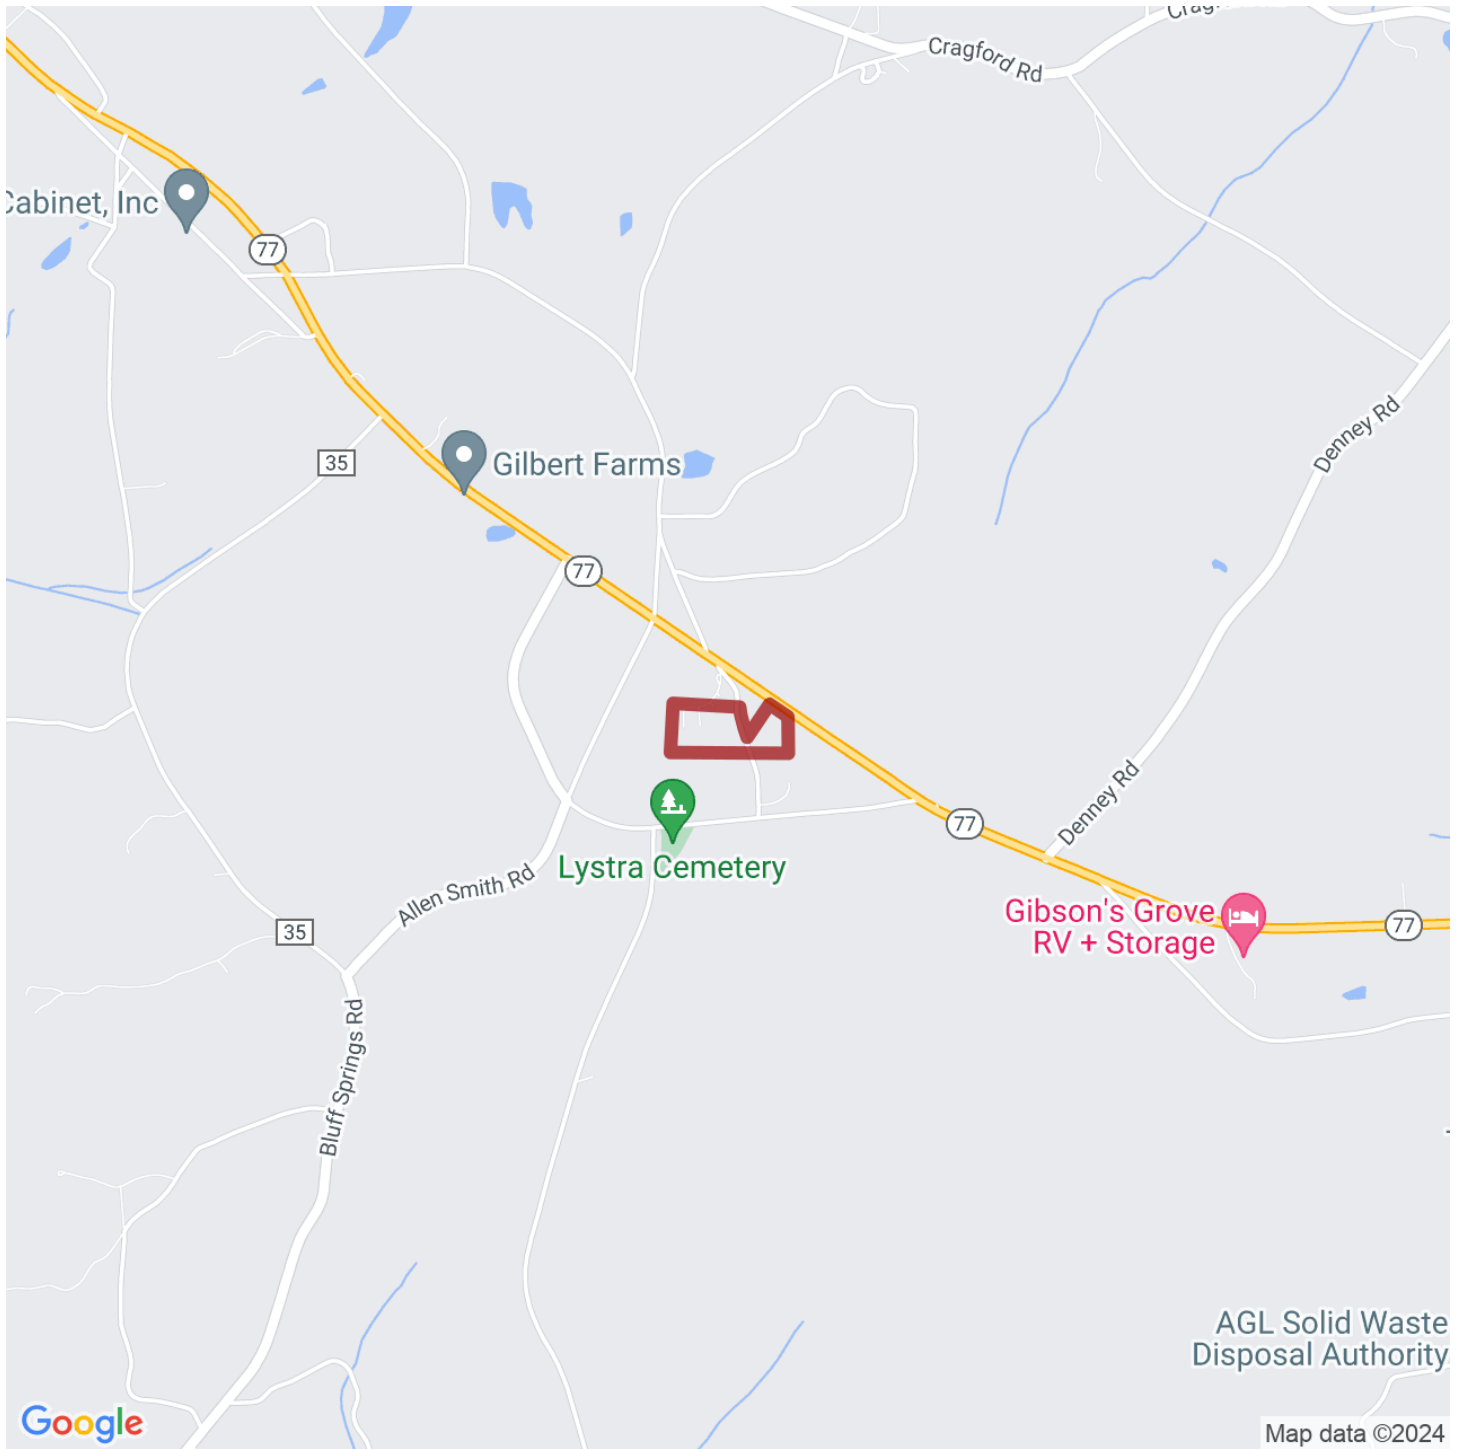 Cragford Rd
Cabinet, Inc
77
35
Gilbert Farms
77
Denney Rd
Denney Rd
77
Lystra Cemetery
Allen Smith Rd
35
Gibson's Grove
RV + Storage
77
Bluff Springs Rd
AGL Solid Waste
Disposal Authority
Google
Map data ©2024